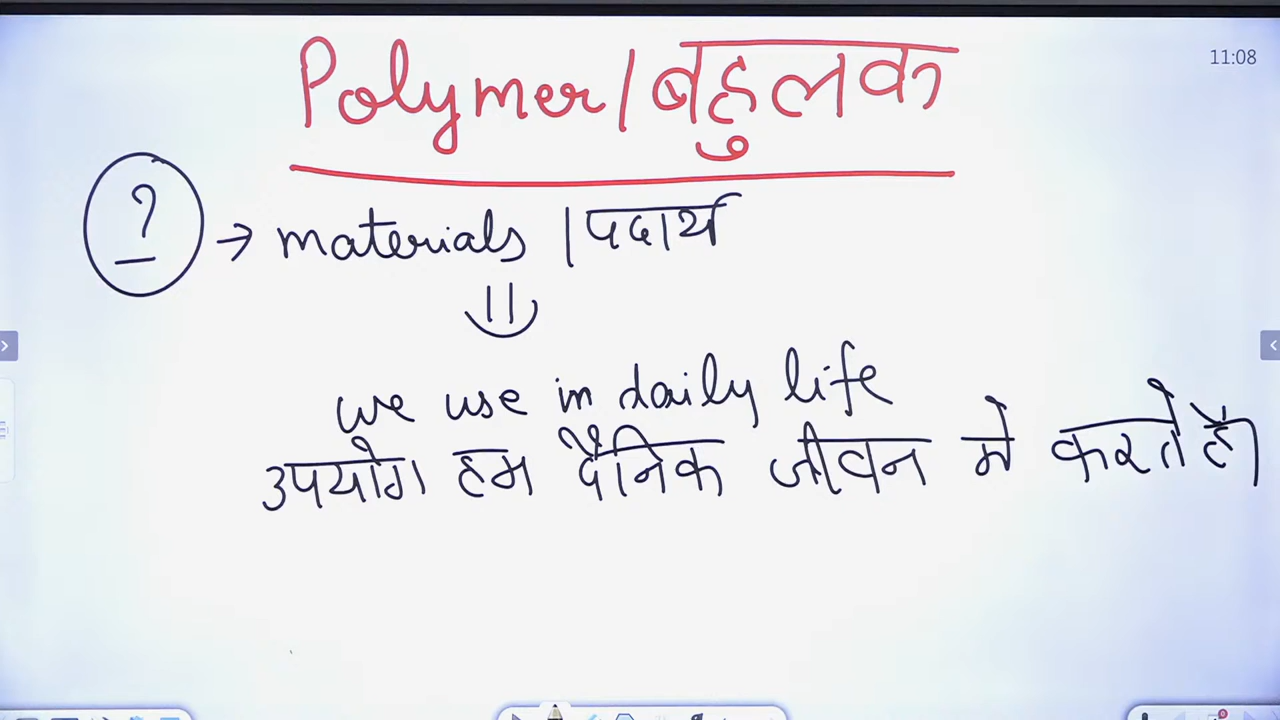 Polymer / बहुलक
11:08
? → materials | पदार्थ
we use in daily life
उपयोग हम दैनिक जीवन में करते हैं।